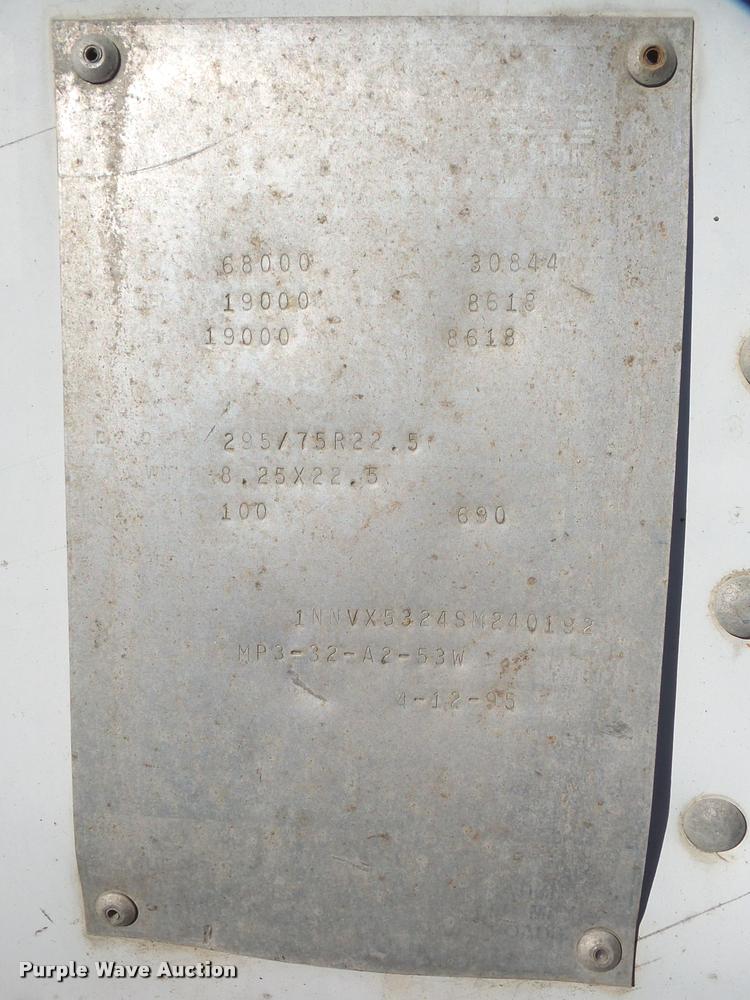 68000 30844
19000 8618
19000 8618
295/75R22.5
8.25X22.5
100 690
1NNVX5324SM240192
MP3-32-A2-53W
4-12-95
Purple Wave Auction